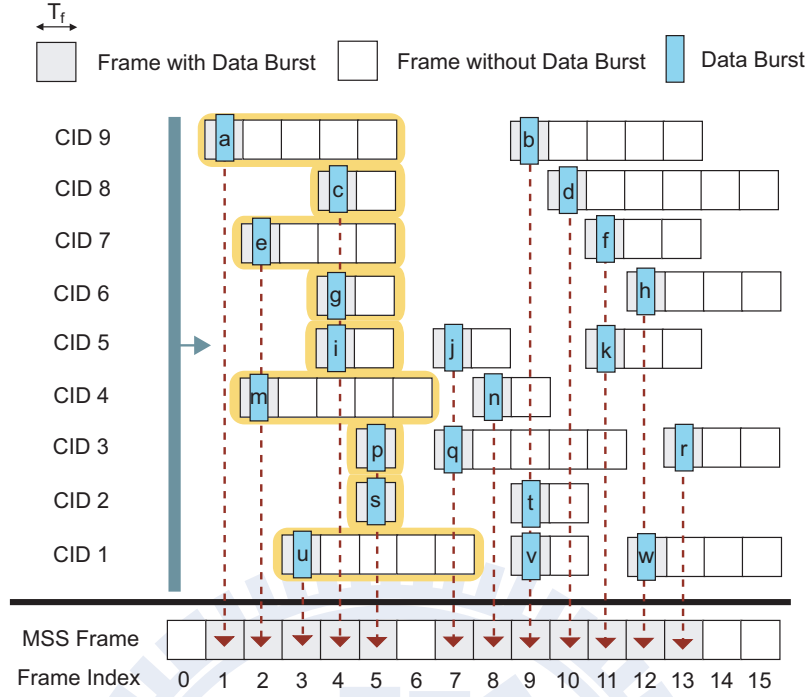 T_f
Frame with Data Burst Frame without Data Burst Data Burst
CID 9 a b
CID 8 c d
CID 7 e f
CID 6 g h
CID 5 i j k
CID 4 m n
CID 3 p q r
CID 2 s t
CID 1 u v w
MSS Frame
Frame Index 0 1 2 3 4 5 6 7 8 9 10 11 12 13 14 15